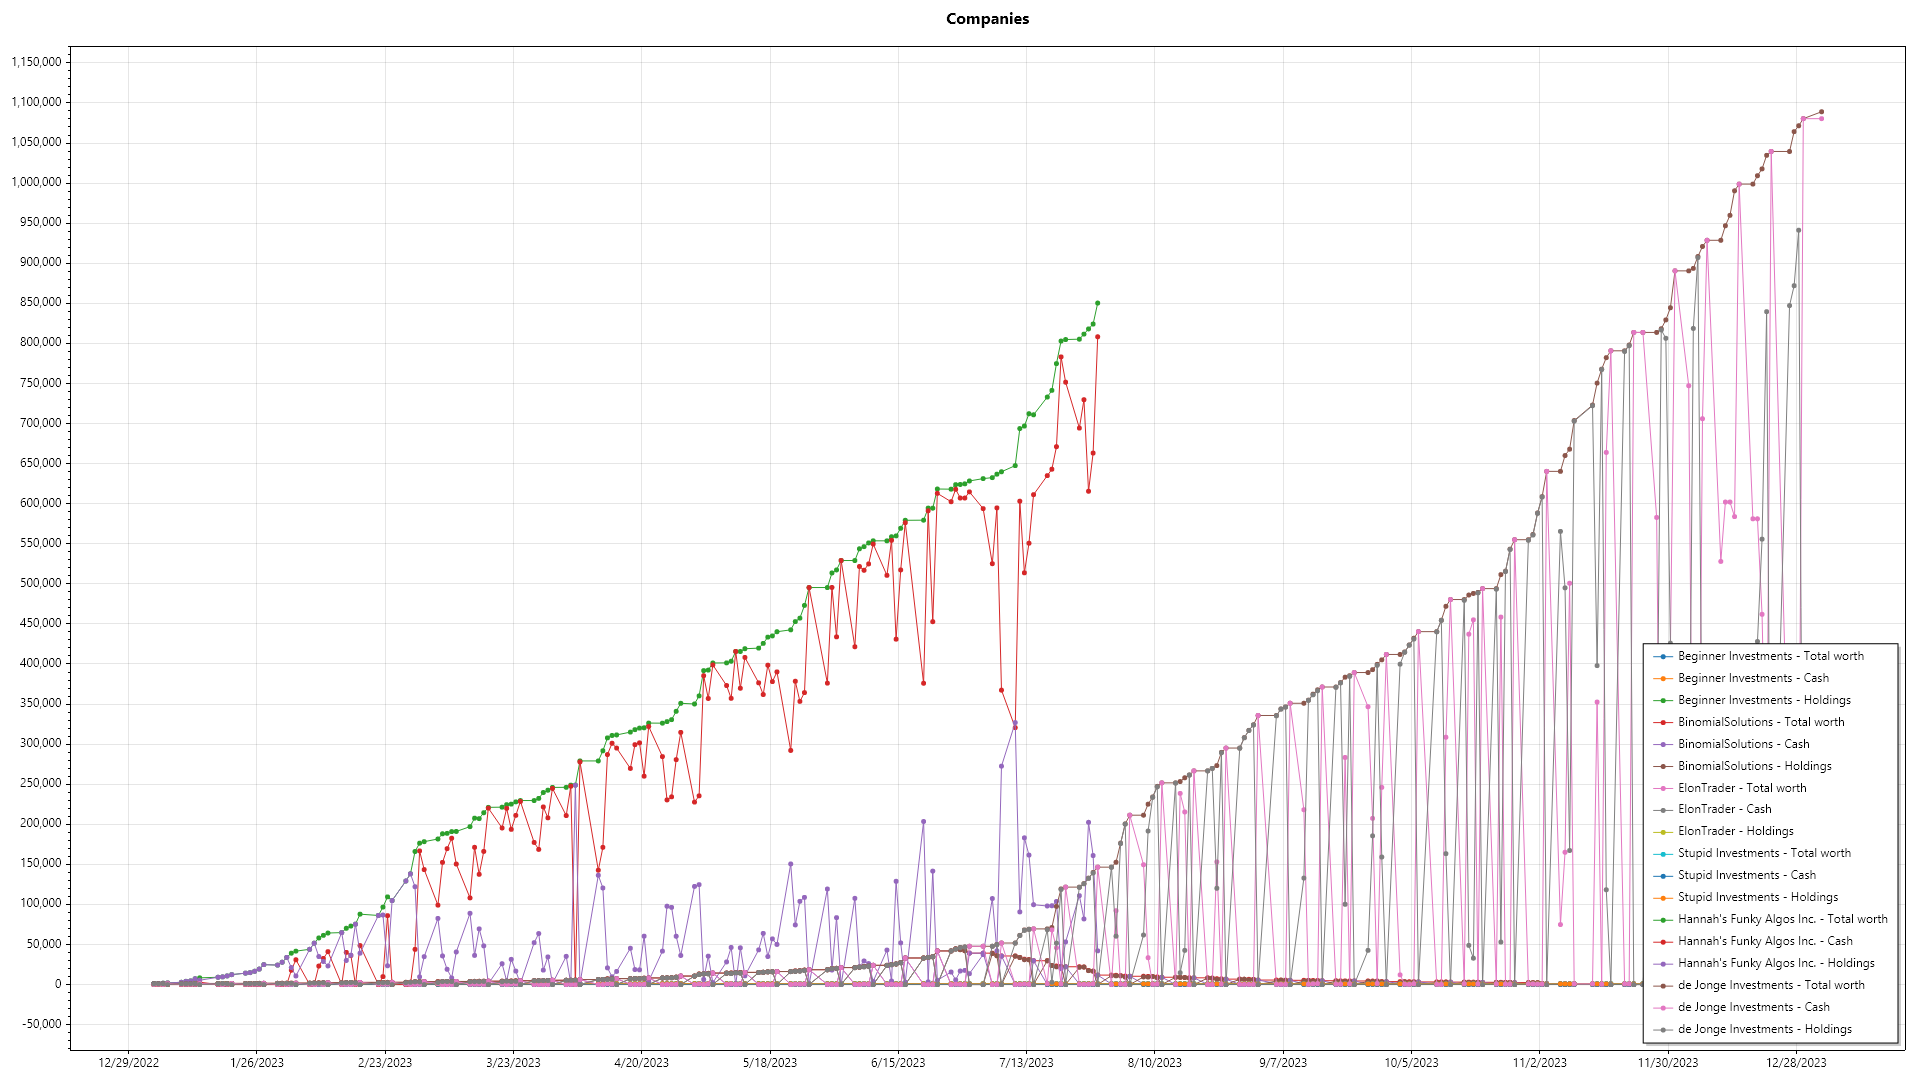 Companies
1,150,000
1,100,000
1,050,000
1,000,000
950,000
900,000
850,000
800,000
750,000
700,000
650,000
600,000
550,000
500,000
450,000
400,000
350,000
300,000
250,000
200,000
150,000
100,000
50,000
0
-50,000
12/29/2022
1/26/2023
2/23/2023
3/23/2023
4/20/2023
5/18/2023
6/15/2023
7/13/2023
8/10/2023
9/7/2023
10/5/2023
11/2/2023
11/30/2023
12/28/2023
Beginner Investments - Total worth
Beginner Investments - Cash
Beginner Investments - Holdings
BinomialSolutions - Total worth
BinomialSolutions - Cash
BinomialSolutions - Holdings
ElonTrader - Total worth
ElonTrader - Cash
ElonTrader - Holdings
Stupid Investments - Total worth
Stupid Investments - Cash
Stupid Investments - Holdings
Hannah's Funky Algos Inc. - Total worth
Hannah's Funky Algos Inc. - Cash
Hannah's Funky Algos Inc. - Holdings
de Jonge Investments - Total worth
de Jonge Investments - Cash
de Jonge Investments - Holdings